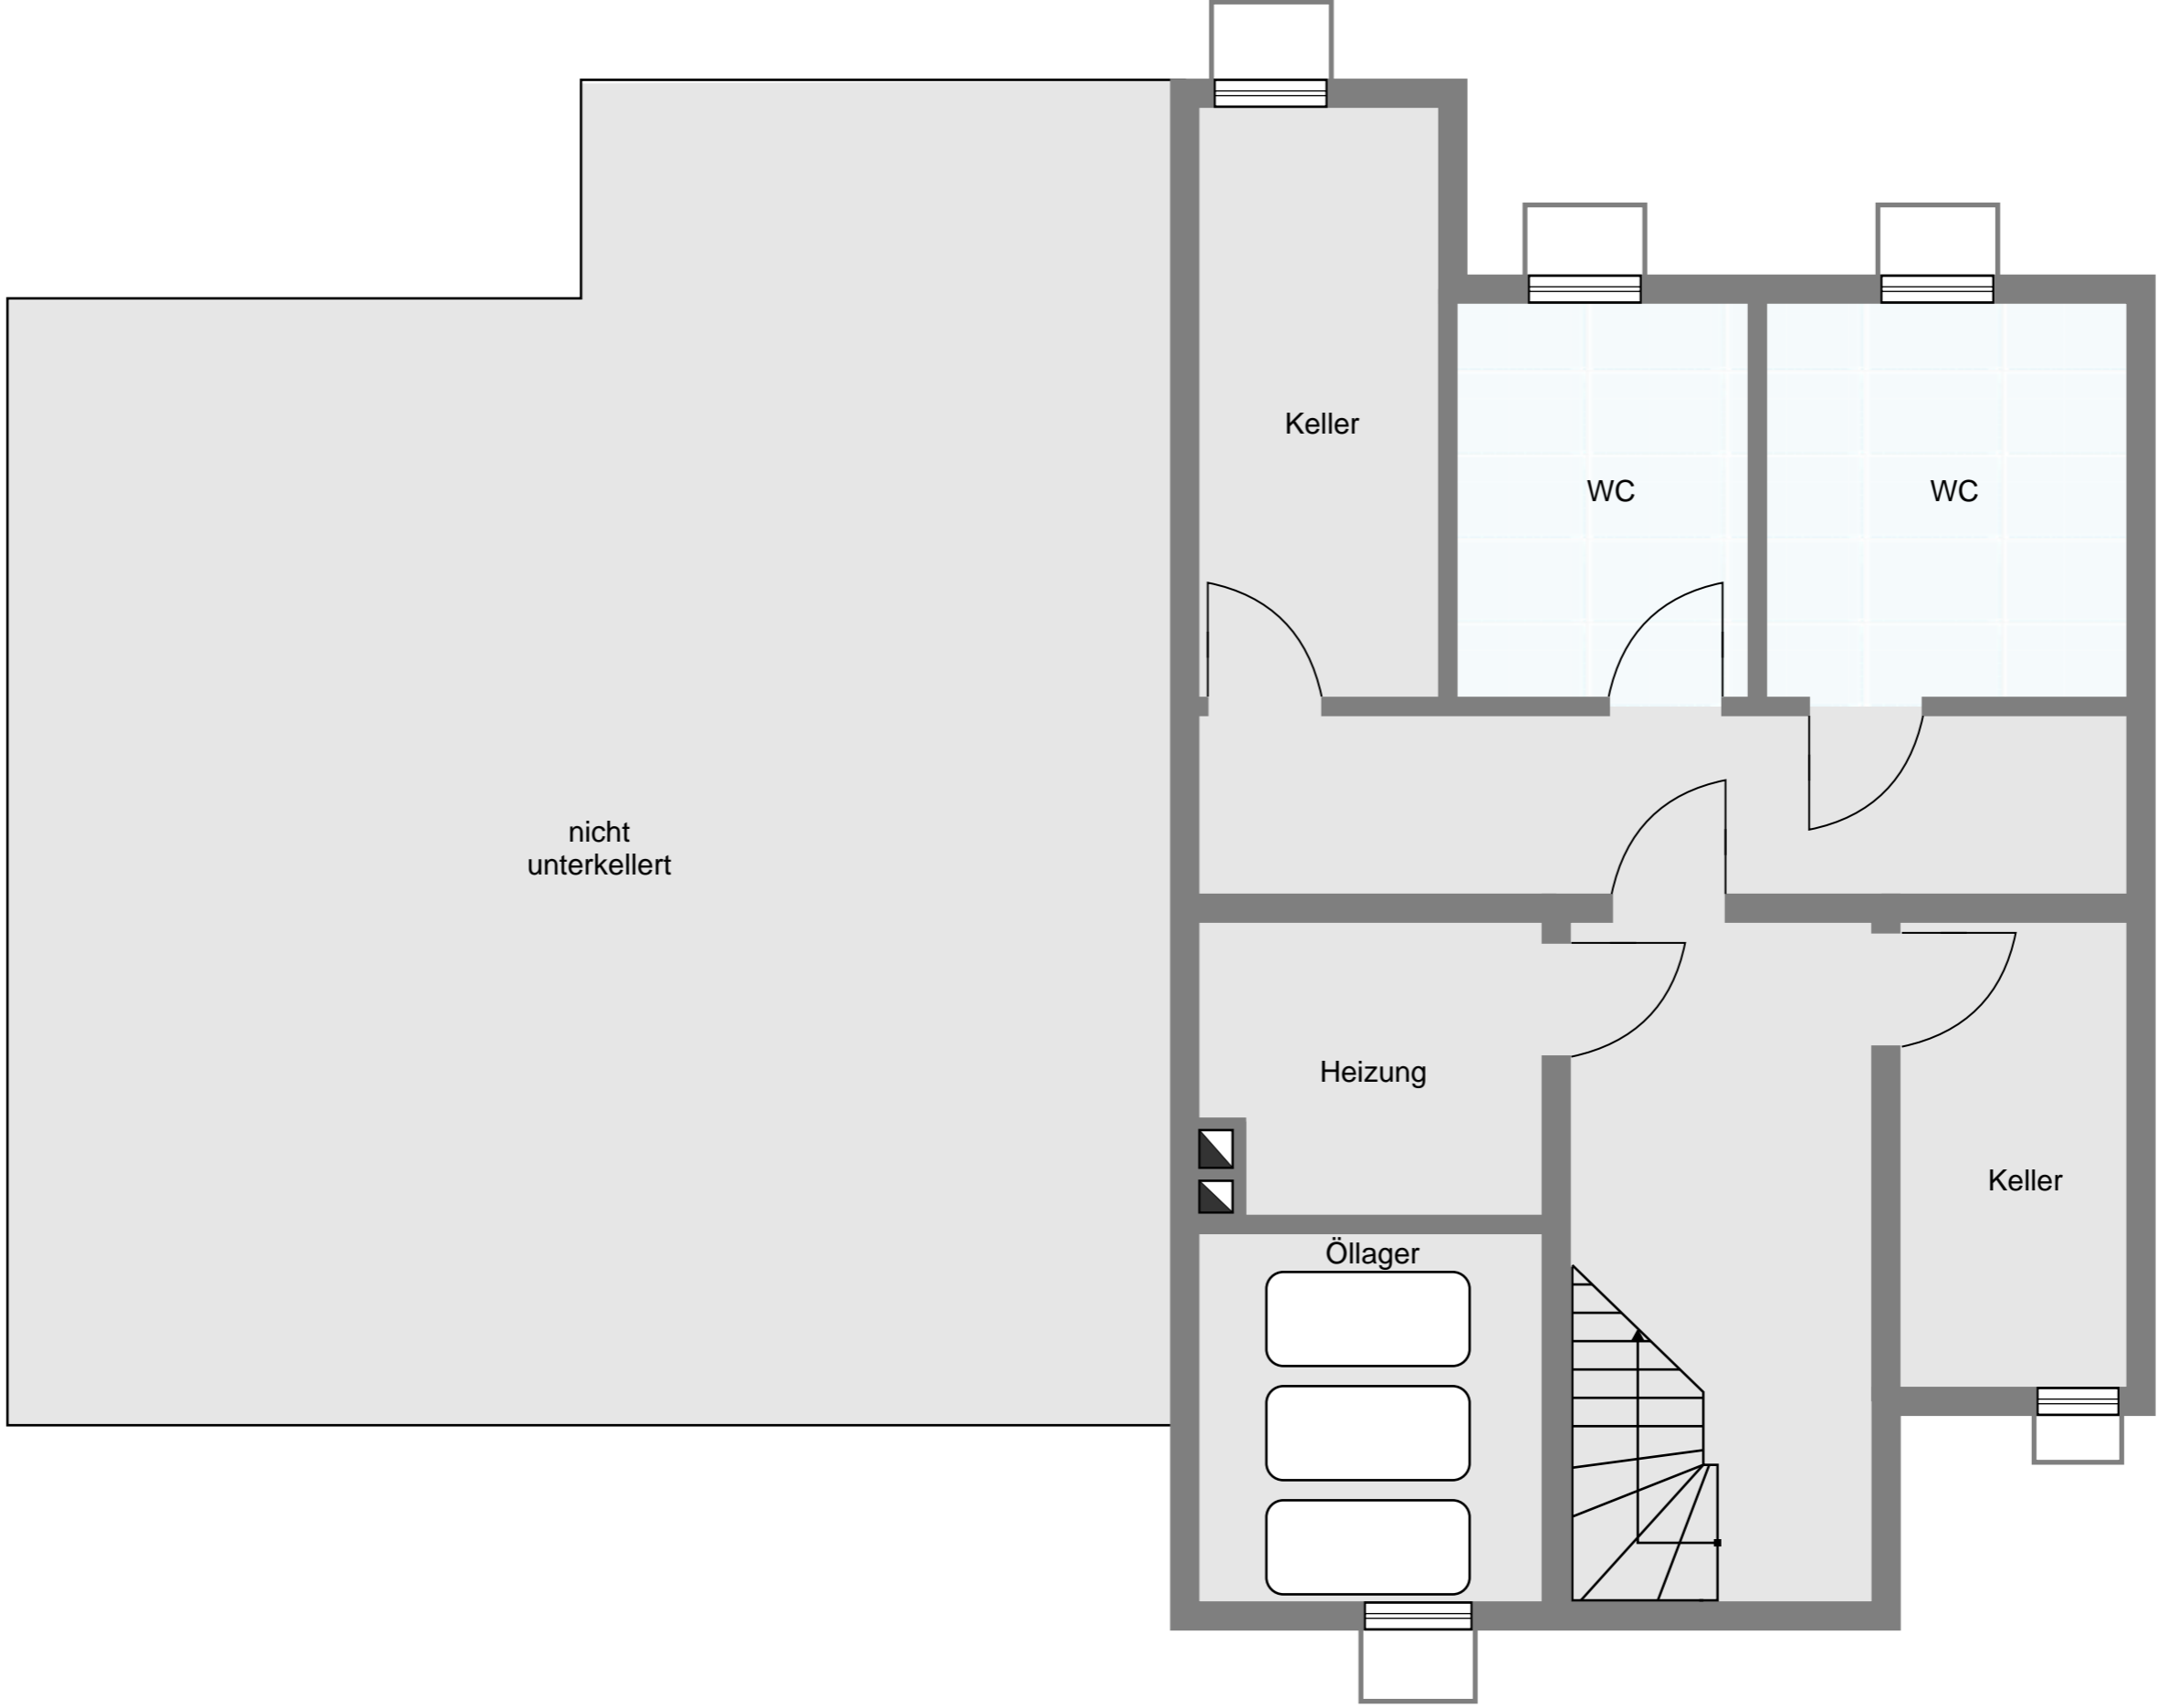 Keller
WC
WC
nicht
unterkellert
Heizung
Keller
Öllager